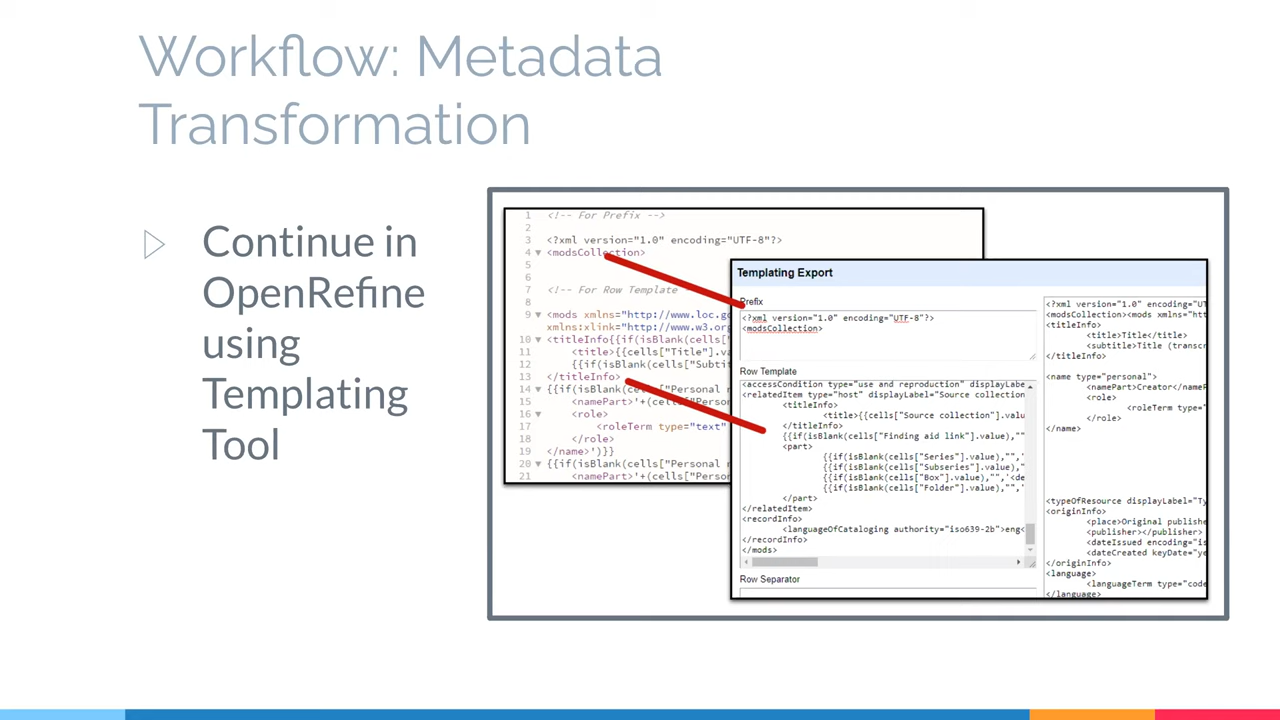 Workflow: Metadata
Transformation
Continue in
OpenRefine
using
Templating
Tool
1 <!-- For Prefix -->
2
3 <?xml version="1.0" encoding="UTF-8"?>
4 <modsCollection>
5
6
7 <!-- For Row Template
8
9 <mods xmlns="http://www.loc.go
xmlns:xlink="http://www.w3.org
10 <titleInfo{{if(isBlank(cells["
11 <title>{{cells["Title"].va
12 {{if(isBlank(cells["Subti
13 </titleInfo>
14 {{if(isBlank(cells["Personal n
15 <namePart>'+(cells["Person
16 <role>
17 <roleTerm type="text"
18 </role>
19 </name>')}}
20 {{if(isBlank(cells["Personal n
21 <namePart>'+(cells["Person
Templating Export
Prefix
<?xml version="1.0" encoding="UTF-8"?>
<modsCollection>
Row Template
<accessCondition type="use and reproduction" displayLabe
<relatedItem type="host" displayLabel="Source collection
<titleInfo>
<title>{{cells["Source collection"].valu
</titleInfo>
{{if(isBlank(cells["Finding aid link"].value),"",'
<part>
{{if(isBlank(cells["Series"].value),"",'
{{if(isBlank(cells["Subseries"].value),"
{{if(isBlank(cells["Box"].value),"",'<de
{{if(isBlank(cells["Folder"].value),"",'
</part>
</relatedItem>
<recordInfo>
<languageOfCataloging authority="iso639-2b">eng<
</recordInfo>
</mods>
Row Separator
<?xml version="1.0" encoding="UT
<modsCollection><mods xmlns="htt
<titleInfo>
<title>Title</title>
<subtitle>Title (transcr
</titleInfo>
<name type="personal">
<namePart>Creator</nameP
<role>
<roleTerm type="
</role>
</name>
<typeOfResource displayLabel="Ty
<originInfo>
<place>Original publishe
<publisher></publisher>
<dateIssued encoding="is
<dateCreated keyDate="ye
</originInfo>
<language>
<languageTerm type="code
</language>